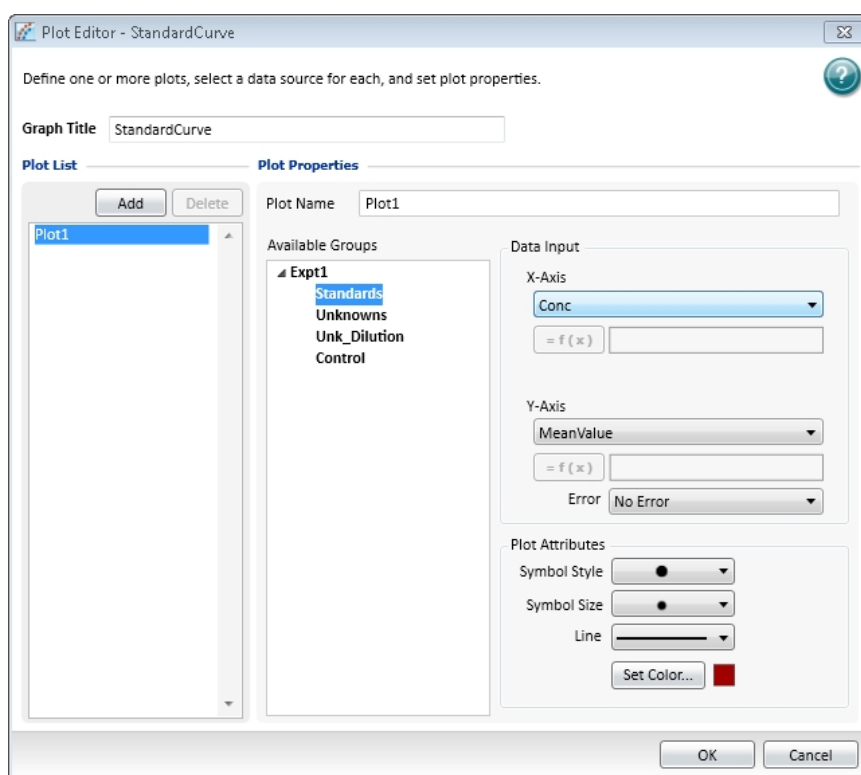 Plot Editor - StandardCurve
Define one or more plots, select a data source for each, and set plot properties.
?
Graph Title StandardCurve
Plot List
Plot Properties
Add Delete
Plot1
Plot Name Plot1
Available Groups
Expt1
Standards
Unknowns
Unk_Dilution
Control
Data Input
X-Axis
Conc
= f ( x )
Y-Axis
MeanValue
= f ( x )
Error No Error
Plot Attributes
Symbol Style
Symbol Size
Line
Set Color...
OK Cancel